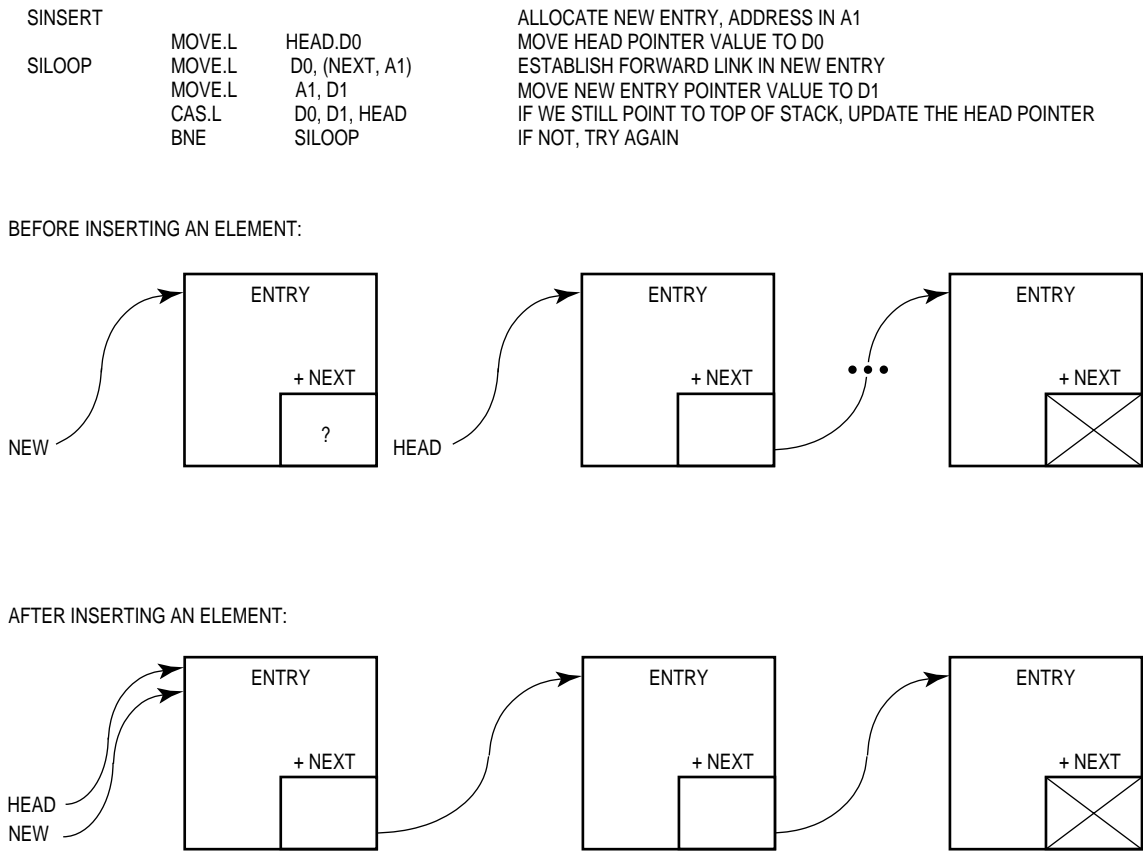 SINSERT ALLOCATE NEW ENTRY, ADDRESS IN A1
MOVE.L HEAD.D0 MOVE HEAD POINTER VALUE TO D0
SILOOP MOVE.L D0, (NEXT, A1) ESTABLISH FORWARD LINK IN NEW ENTRY
MOVE.L A1, D1 MOVE NEW ENTRY POINTER VALUE TO D1
CAS.L D0, D1, HEAD IF WE STILL POINT TO TOP OF STACK, UPDATE THE HEAD POINTER
BNE SILOOP IF NOT, TRY AGAIN
BEFORE INSERTING AN ELEMENT:
ENTRY ENTRY ENTRY
+ NEXT + NEXT + NEXT
?
NEW HEAD
AFTER INSERTING AN ELEMENT:
ENTRY ENTRY ENTRY
+ NEXT + NEXT + NEXT
HEAD
NEW